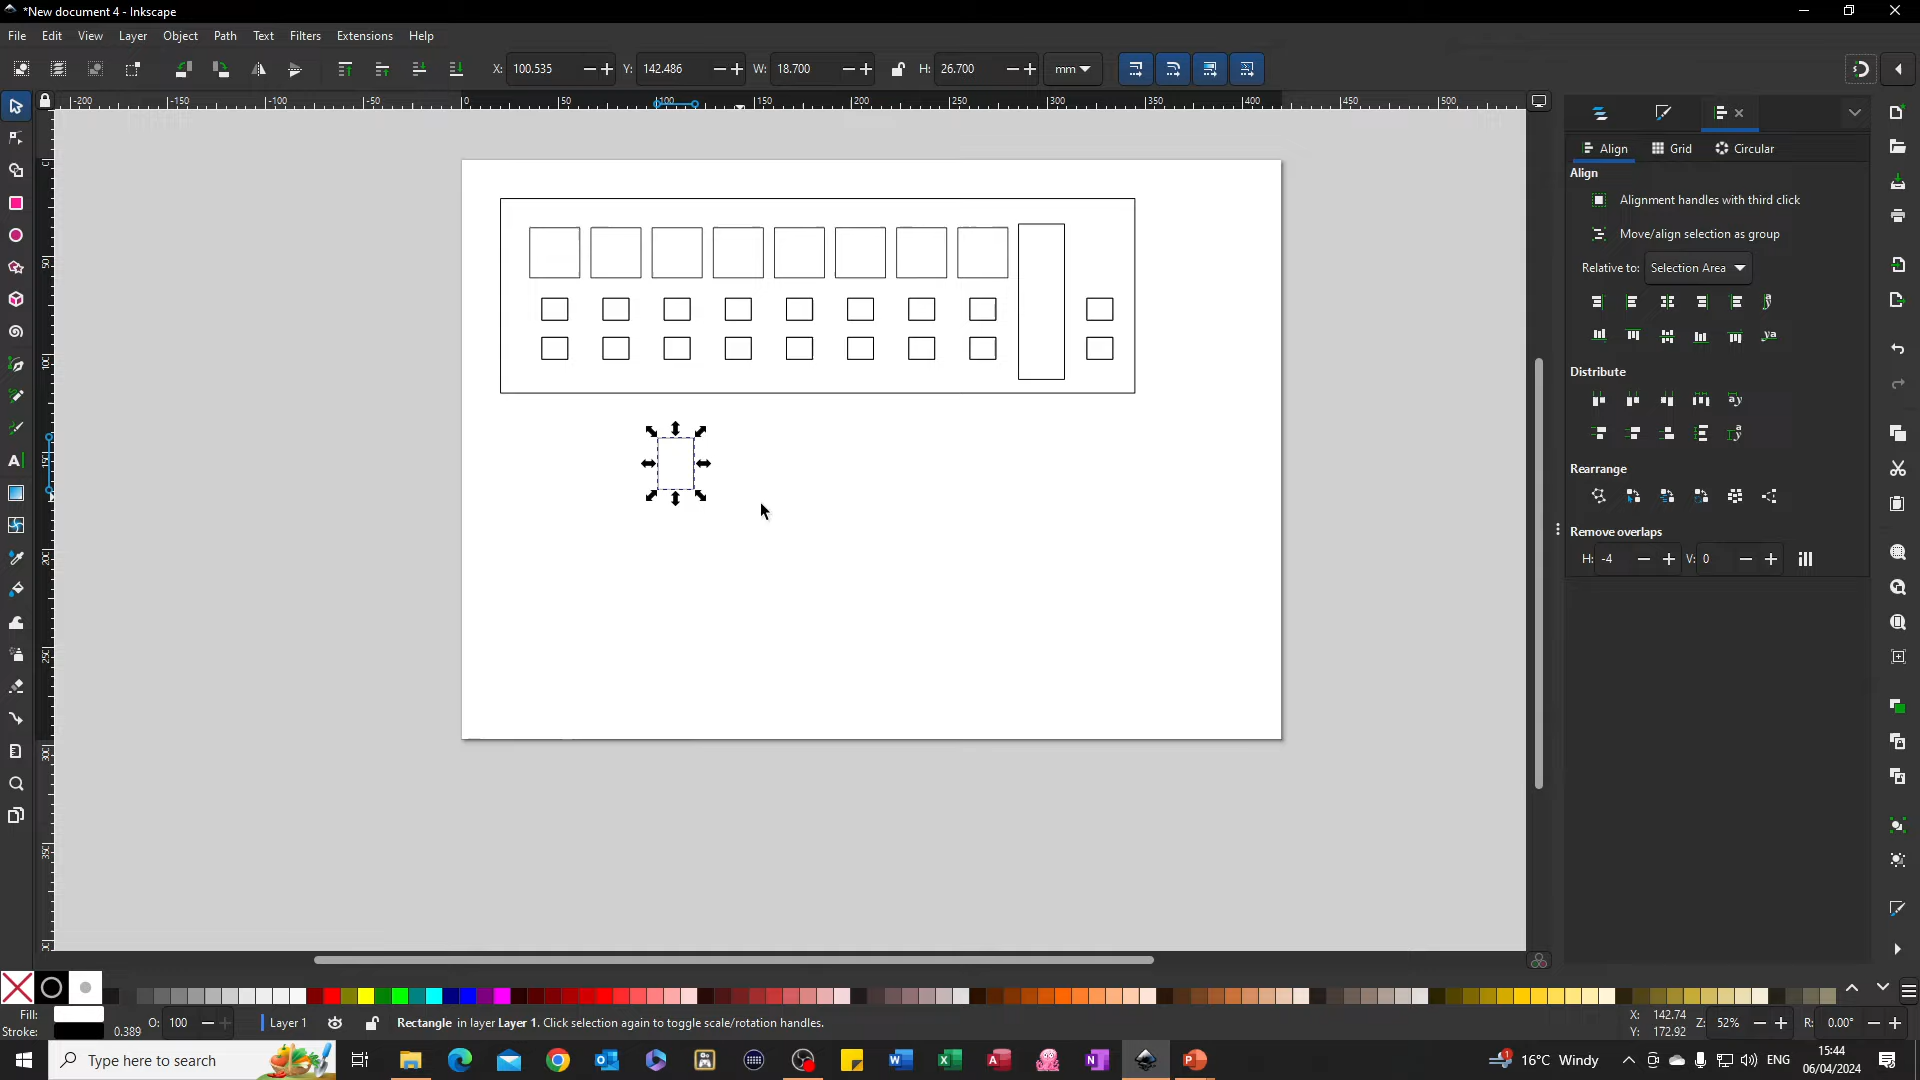 *New document 4 - Inkscape
File Edit View Layer Object Path Text Filters Extensions Help
X: 100.535 Y: 142.486 W: 18.700 H: 26.700 mm
-200 -150 -100 -50 0 50 100 150 200 250 300 350 400 450 500
Align Grid Circular
Align
Alignment handles with third click
Move/align selection as group
Relative to: Selection Area
Distribute
Rearrange
Remove overlaps
H: -4 V: 0
Fill:
Stroke: 0.389 O: 100 Layer 1 Rectangle in layer Layer 1. Click selection again to toggle scale/rotation handles.
X: 142.74
Y: 172.92
Z: 52% R: 0.00°
Type here to search
16°C Windy ENG
15:44
06/04/2024